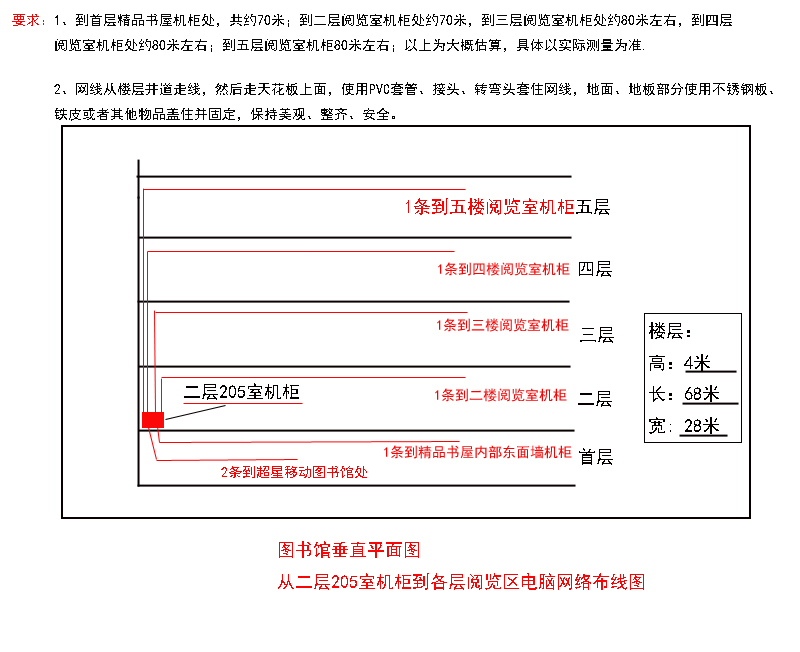 要求：1、到首层精品书屋机柜处，共约70米；到二层阅览室机柜处约70米，到三层阅览室机柜处约80米左右，到四层
阅览室机柜处约80米左右；到五层阅览室机柜80米左右；以上为大概估算，具体以实际测量为准.
2、网线从楼层井道走线，然后走天花板上面，使用PVC套管、接头、转弯头套住网线，地面、地板部分使用不锈钢板、
铁皮或者其他物品盖住并固定，保持美观、整齐、安全。
1条到五楼阅览室机柜五层
1条到四楼阅览室机柜 四层
1条到三楼阅览室机柜 三层
楼层：
高：4米
二层205室机柜
1条到二楼阅览室机柜 二层
长：68米
宽：28米
1条到精品书屋内部东面墙机柜 首层
2条到超星移动图书馆处
图书馆垂直平面图
从二层205室机柜到各层阅览区电脑网络布线图